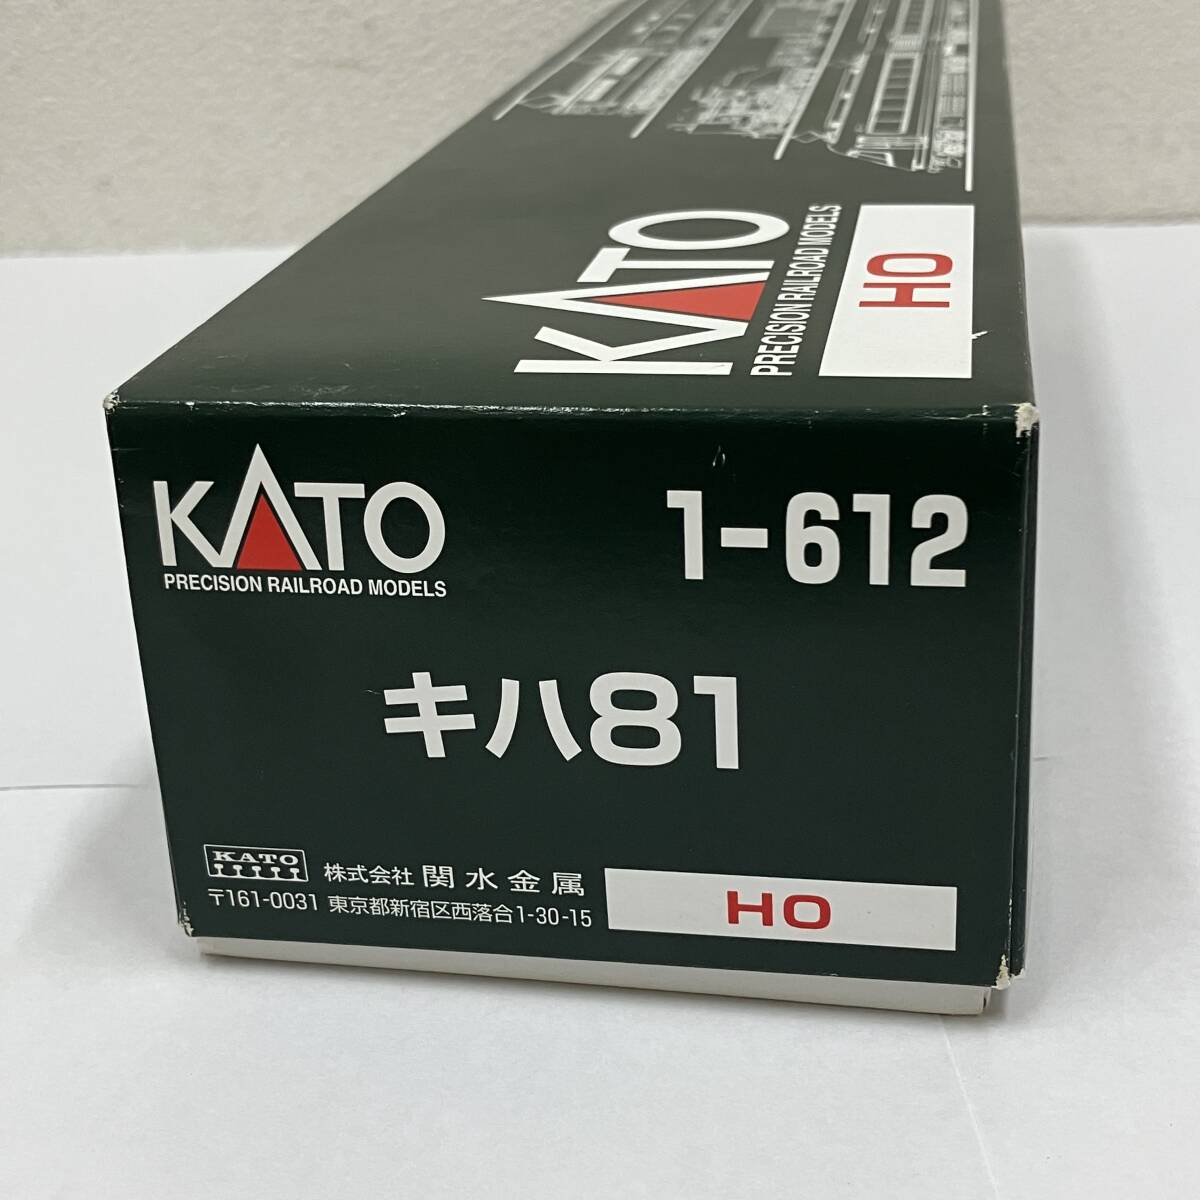 KATO
PRECISION RAILROAD MODELS
HO
KATO
PRECISION RAILROAD MODELS
1-612
キハ81
KATO
株式会社 関水金属
〒161-0031 東京都新宿区西落合1-30-15
HO